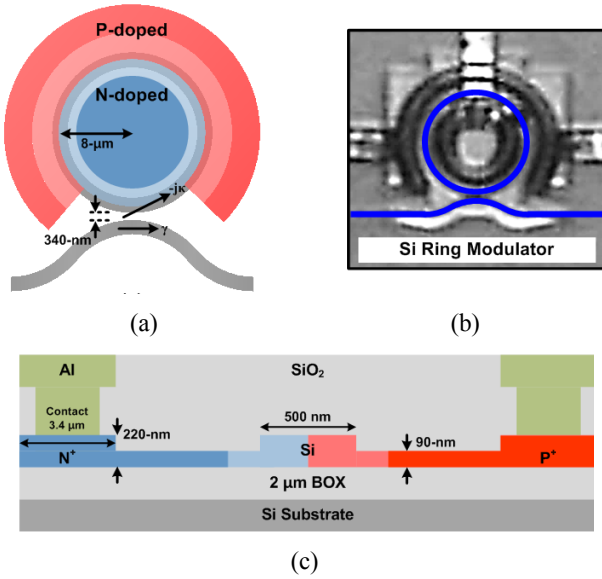 P-doped
N-doped
8-μm
-jκ
340-nm
γ
(a)
Si Ring Modulator
(b)
Al
SiO₂
Contact
3.4 μm
500 nm
220-nm
Si
90-nm
N⁺
P⁺
2 μm BOX
Si Substrate
(c)